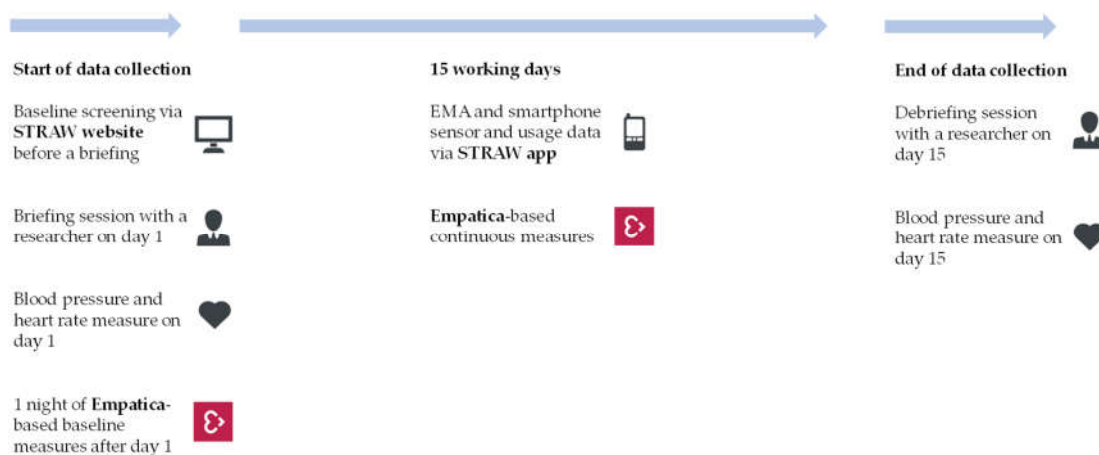 Start of data collection
Baseline screening via
STRAW website
before a briefing
Briefing session with a
researcher on day 1
Blood pressure and
heart rate measure on
day 1
1 night of Empatica-
based baseline
measures after day 1
15 working days
EMA and smartphone
sensor and usage data
via STRAW app
Empatica-based
continuous measures
End of data collection
Debriefing session
with a researcher on
day 15
Blood pressure and
heart rate measure on
day 15